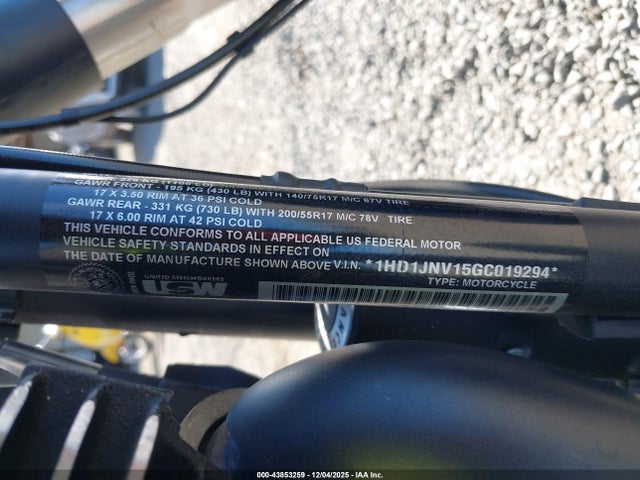 GAWR FRONT - 195 KG (430 LB) WITH 140/75R17 M/C 67V TIRE
17 X 3.50 RIM AT 36 PSI COLD
GAWR REAR - 331 KG (730 LB) WITH 200/55R17 M/C 78V TIRE
17 X 6.00 RIM AT 42 PSI COLD
THIS VEHICLE CONFORMS TO ALL APPLICABLE US FEDERAL MOTOR
VEHICLE SAFETY STANDARDS IN EFFECT ON
THE DATE OF MANUFACTURE SHOWN ABOVE V.I.N.: *1HD1JNV15GC019294*
TYPE: MOTORCYCLE
UNITED STEELWORKERS
USW
000-43853259 - 12/04/2025 - IAA Inc.